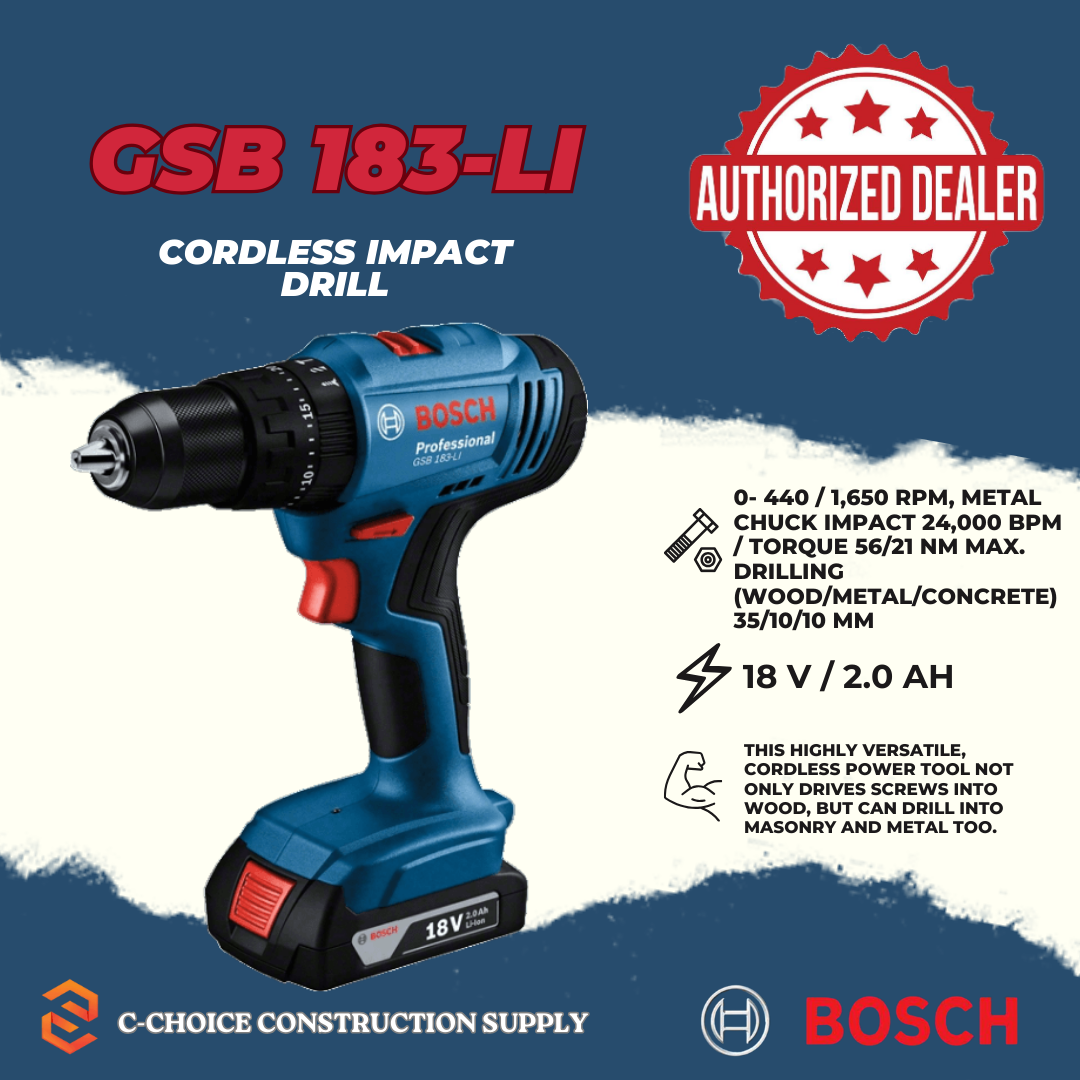 GSB 183-LI
CORDLESS IMPACT
DRILL
AUTHORIZED DEALER
20
15
10
BOSCH
Professional
GSB 183-LI
0- 440 / 1,650 RPM, METAL
CHUCK IMPACT 24,000 BPM
/ TORQUE 56/21 NM MAX.
DRILLING
(WOOD/METAL/CONCRETE)
35/10/10 MM
18 V / 2.0 AH
THIS HIGHLY VERSATILE,
CORDLESS POWER TOOL NOT
ONLY DRIVES SCREWS INTO
WOOD, BUT CAN DRILL INTO
MASONRY AND METAL TOO.
BOSCH
18V 2.0Ah
Li-Ion
C-CHOICE CONSTRUCTION SUPPLY
BOSCH